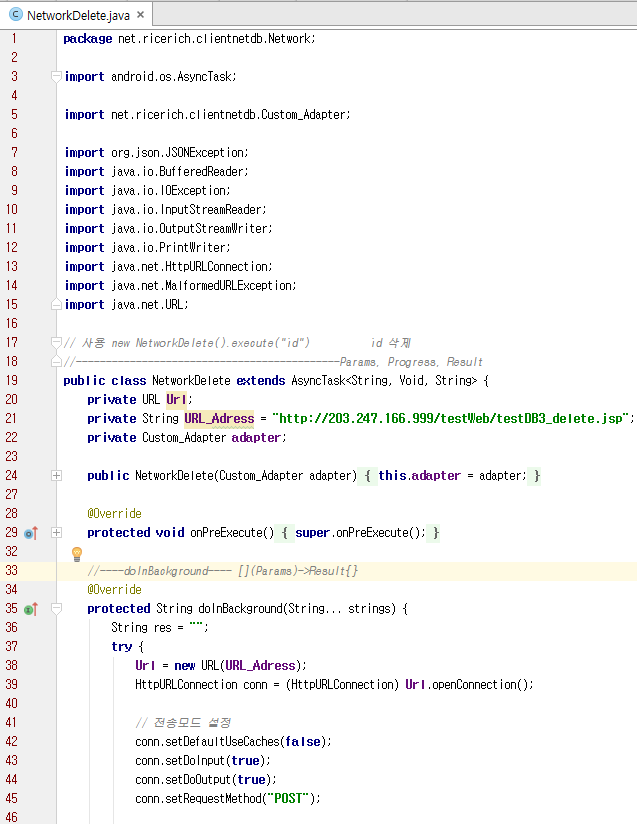 NetworkDelete.java
1 package net.ricerich.clientnetdb.Network;
2
3 import android.os.AsyncTask;
4
5 import net.ricerich.clientnetdb.Custom_Adapter;
6
7 import org.json.JSONException;
8 import java.io.BufferedReader;
9 import java.io.IOException;
10 import java.io.InputStreamReader;
11 import java.io.OutputStreamWriter;
12 import java.io.PrintWriter;
13 import java.net.HttpURLConnection;
14 import java.net.MalformedURLException;
15 import java.net.URL;
16
17 // 사용 new NetworkDelete().execute("id") id 삭제
18 //--------------------------------------------Params, Progress, Result
19 public class NetworkDelete extends AsyncTask<String, Void, String> {
20 private URL Url;
21 private String URL_Adress = "http://203.247.166.999/testWeb/testDB3_delete.jsp";
22 private Custom_Adapter adapter;
23
24 public NetworkDelete(Custom_Adapter adapter) { this.adapter = adapter; }
27
28 @Override
29 protected void onPreExecute() { super.onPreExecute(); }
32
33 //----doInBackground---- [](Params)->Result{}
34 @Override
35 protected String doInBackground(String... strings) {
36 String res = "";
37 try {
38 Url = new URL(URL_Adress);
39 HttpURLConnection conn = (HttpURLConnection) Url.openConnection();
40
41 // 전송모드 설정
42 conn.setDefaultUseCaches(false);
43 conn.setDoInput(true);
44 conn.setDoOutput(true);
45 conn.setRequestMethod("POST");
46